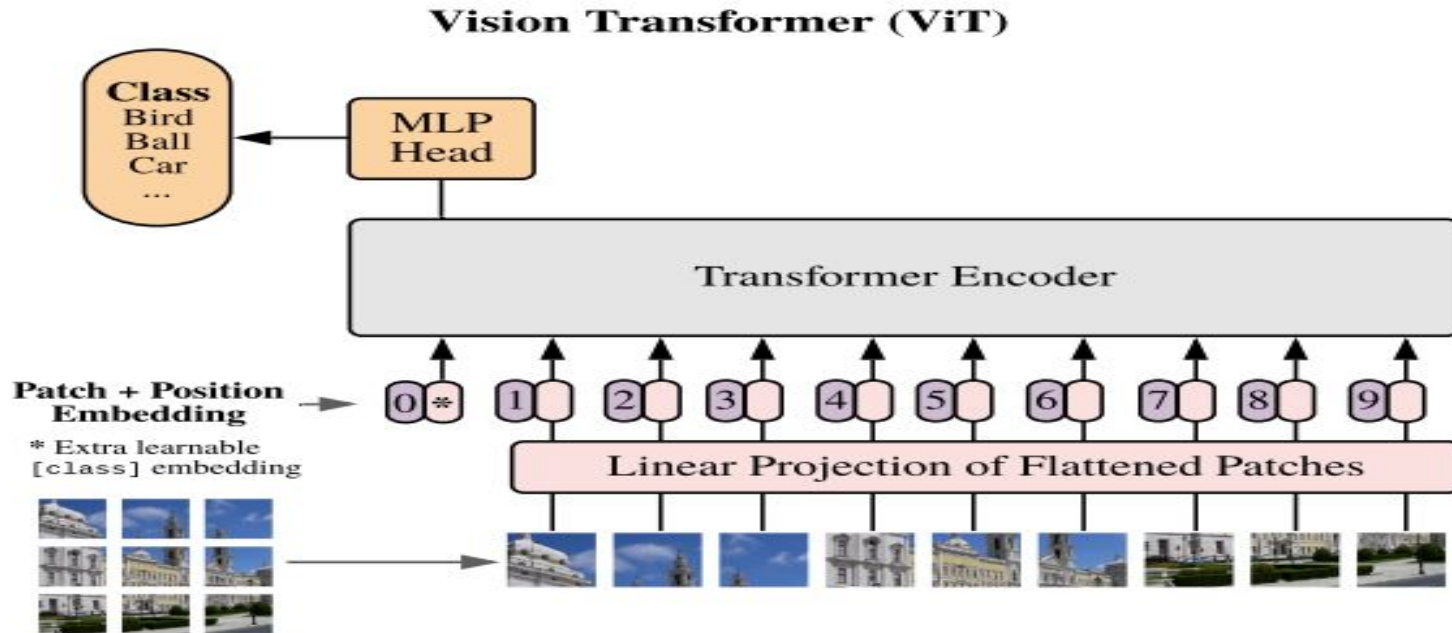 Vision Transformer (ViT)
Class
Bird
Ball
Car
...
MLP
Head
Transformer Encoder
Patch + Position
Embedding
0 * 1 2 3 4 5 6 7 8 9
* Extra learnable
[class] embedding
Linear Projection of Flattened Patches